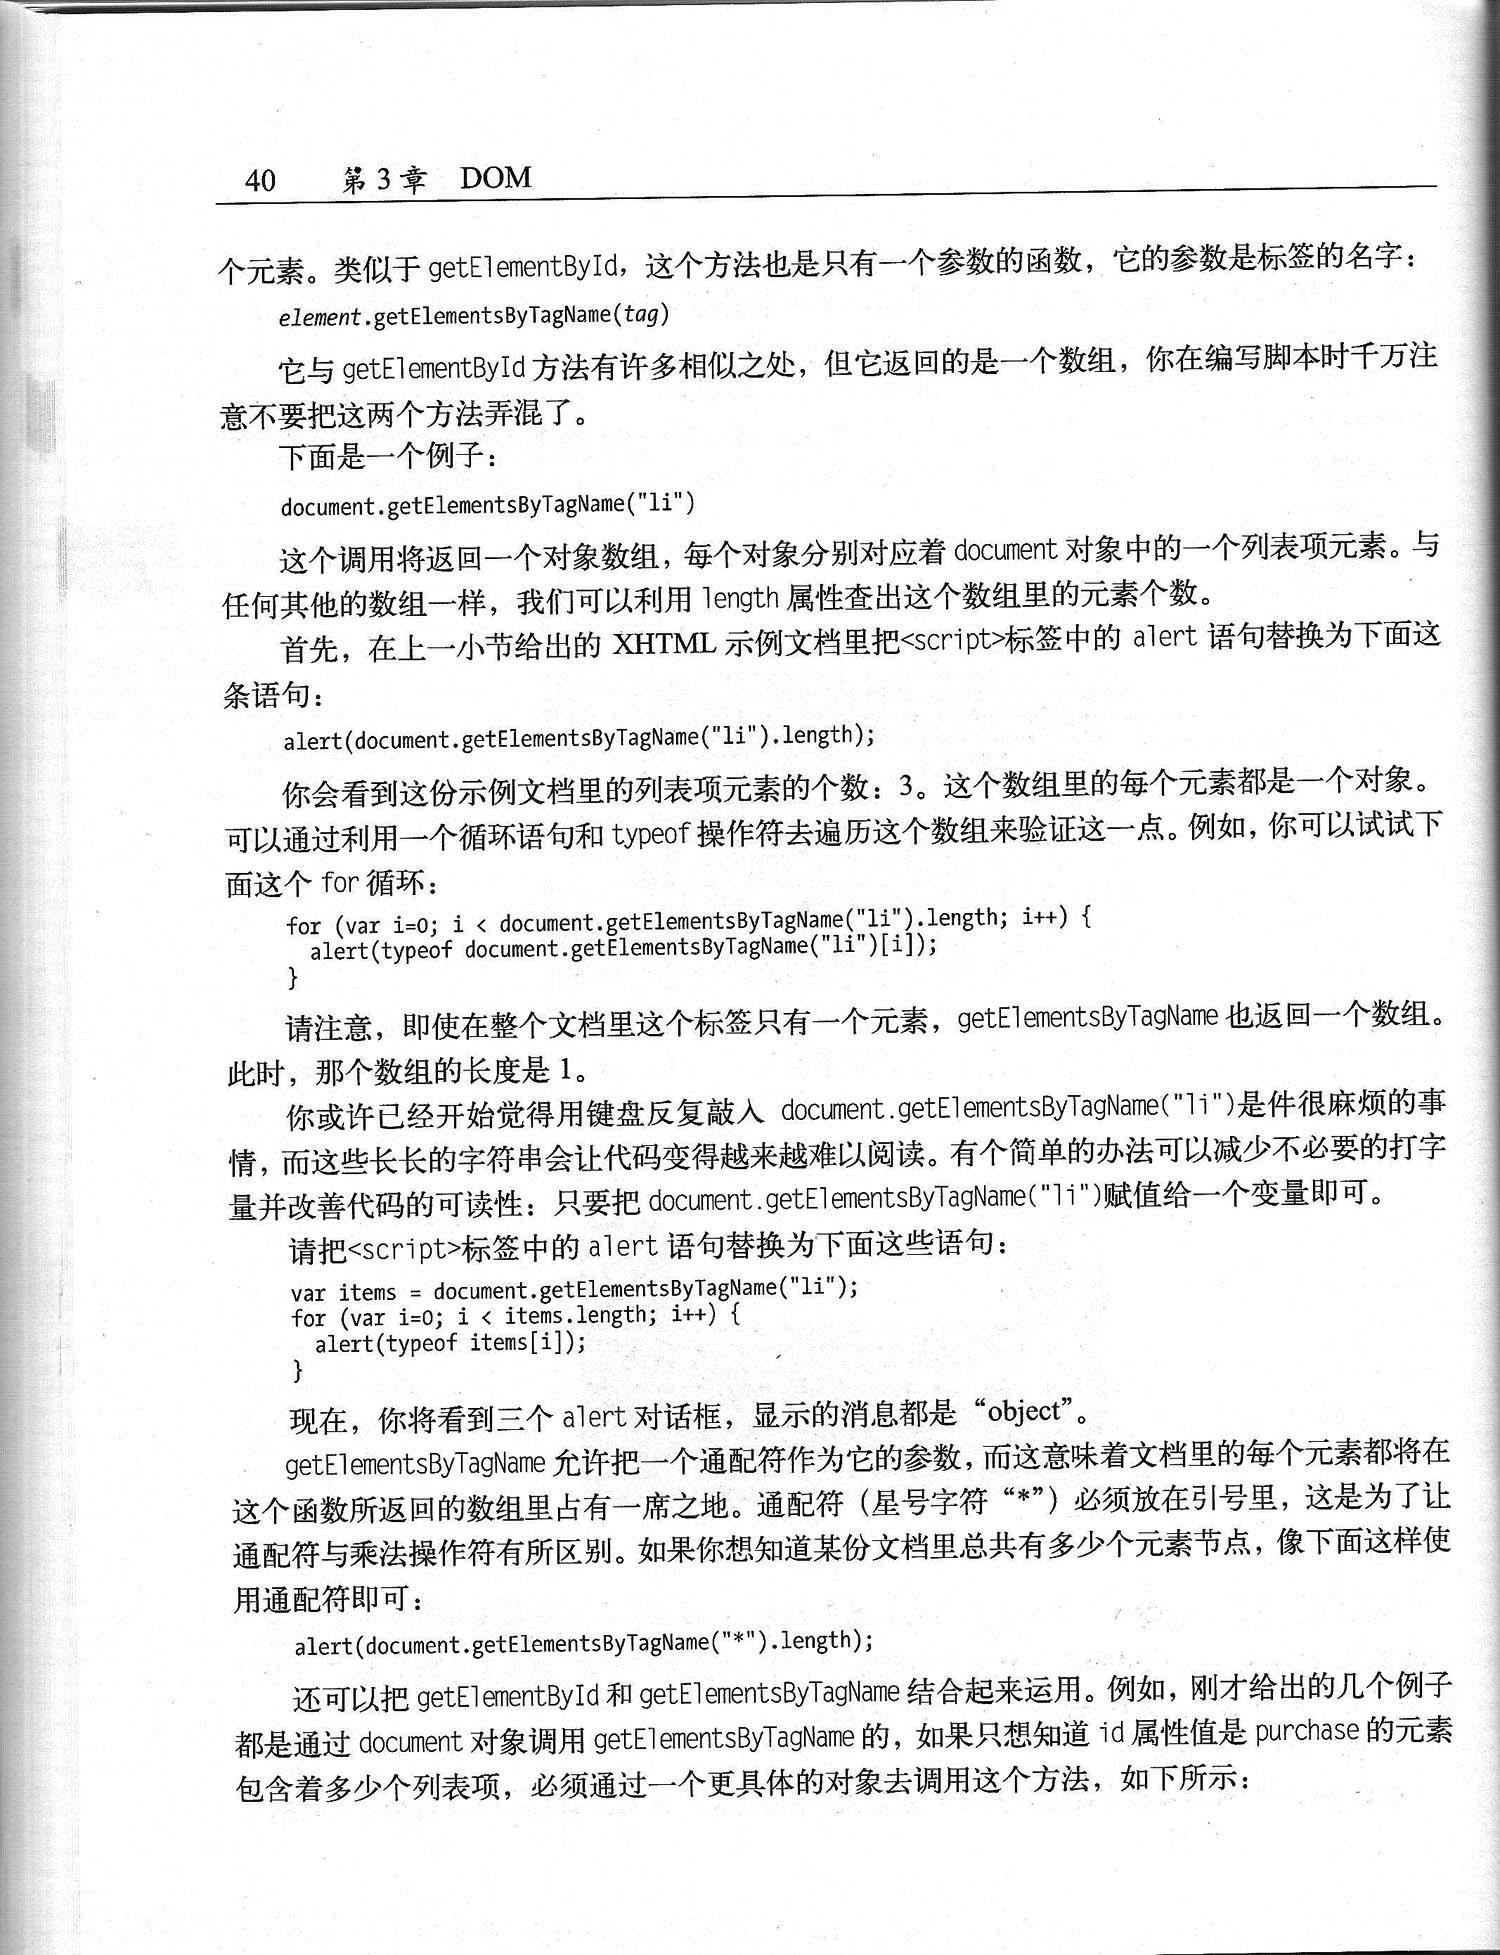 40 第 3 章 DOM
个元素。类似于 getElementById，这个方法也是只有一个参数的函数，它的参数是标签的名字：
element.getElementsByTagName(tag)
它与 getElementById 方法有许多相似之处，但它返回的是一个数组，你在编写脚本时千万注
意不要把这两个方法弄混了。
下面是一个例子：
document.getElementsByTagName("li")
这个调用将返回一个对象数组，每个对象分别对应着 document 对象中的一个列表项元素。与
任何其他的数组一样，我们可以利用 length 属性查出这个数组里的元素个数。
首先，在上一小节给出的 XHTML 示例文档里把<script>标签中的 alert 语句替换为下面这
条语句：
alert(document.getElementsByTagName("li").length);
你会看到这份示例文档里的列表项元素的个数：3。这个数组里的每个元素都是一个对象。
可以通过利用一个循环语句和 typeof 操作符去遍历这个数组来验证这一点。例如，你可以试试下
面这个 for 循环：
for (var i=0; i < document.getElementsByTagName("li").length; i++) {
alert(typeof document.getElementsByTagName("li")[i]);
}
请注意，即使在整个文档里这个标签只有一个元素，getElementsByTagName 也返回一个数组。
此时，那个数组的长度是 1。
你或许已经开始觉得用键盘反复敲入 document.getElementsByTagName("li")是件很麻烦的事
情，而这些长长的字符串会让代码变得越来越难以阅读。有个简单的办法可以减少不必要的打字
量并改善代码的可读性：只要把 document.getElementsByTagName("li")赋值给一个变量即可。
请把<script>标签中的 alert 语句替换为下面这些语句：
var items = document.getElementsByTagName("li");
for (var i=0; i < items.length; i++) {
alert(typeof items[i]);
}
现在，你将看到三个 alert 对话框，显示的消息都是“object”。
getElementsByTagName 允许把一个通配符作为它的参数，而这意味着文档里的每个元素都将在
这个函数所返回的数组里占有一席之地。通配符（星号字符“*”）必须放在引号里，这是为了让
通配符与乘法操作符有所区别。如果你想知道某份文档里总共有多少个元素节点，像下面这样使
用通配符即可：
alert(document.getElementsByTagName("*").length);
还可以把 getElementById 和 getElementsByTagName 结合起来运用。例如，刚才给出的几个例子
都是通过 document 对象调用 getElementsByTagName 的，如果只想知道 id 属性值是 purchase 的元素
包含着多少个列表项，必须通过一个更具体的对象去调用这个方法，如下所示：